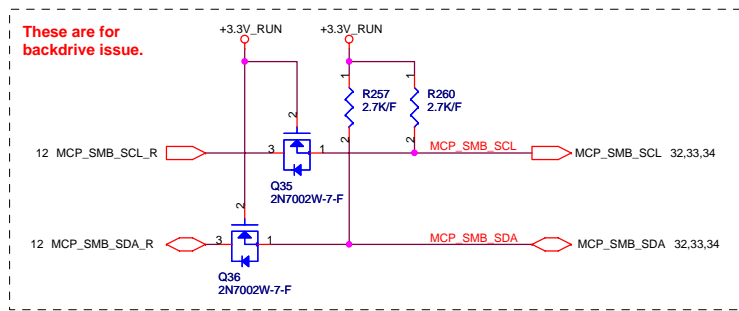 These are for
backdrive issue.
+3.3V_RUN
+3.3V_RUN
1
1
R257
2.7K/F
R260
2.7K/F
2
2
2
12 MCP_SMB_SCL_R
3
1
MCP_SMB_SCL
MCP_SMB_SCL 32,33,34
Q35
2N7002W-7-F
2
12 MCP_SMB_SDA_R
3
1
MCP_SMB_SDA
MCP_SMB_SDA 32,33,34
Q36
2N7002W-7-F